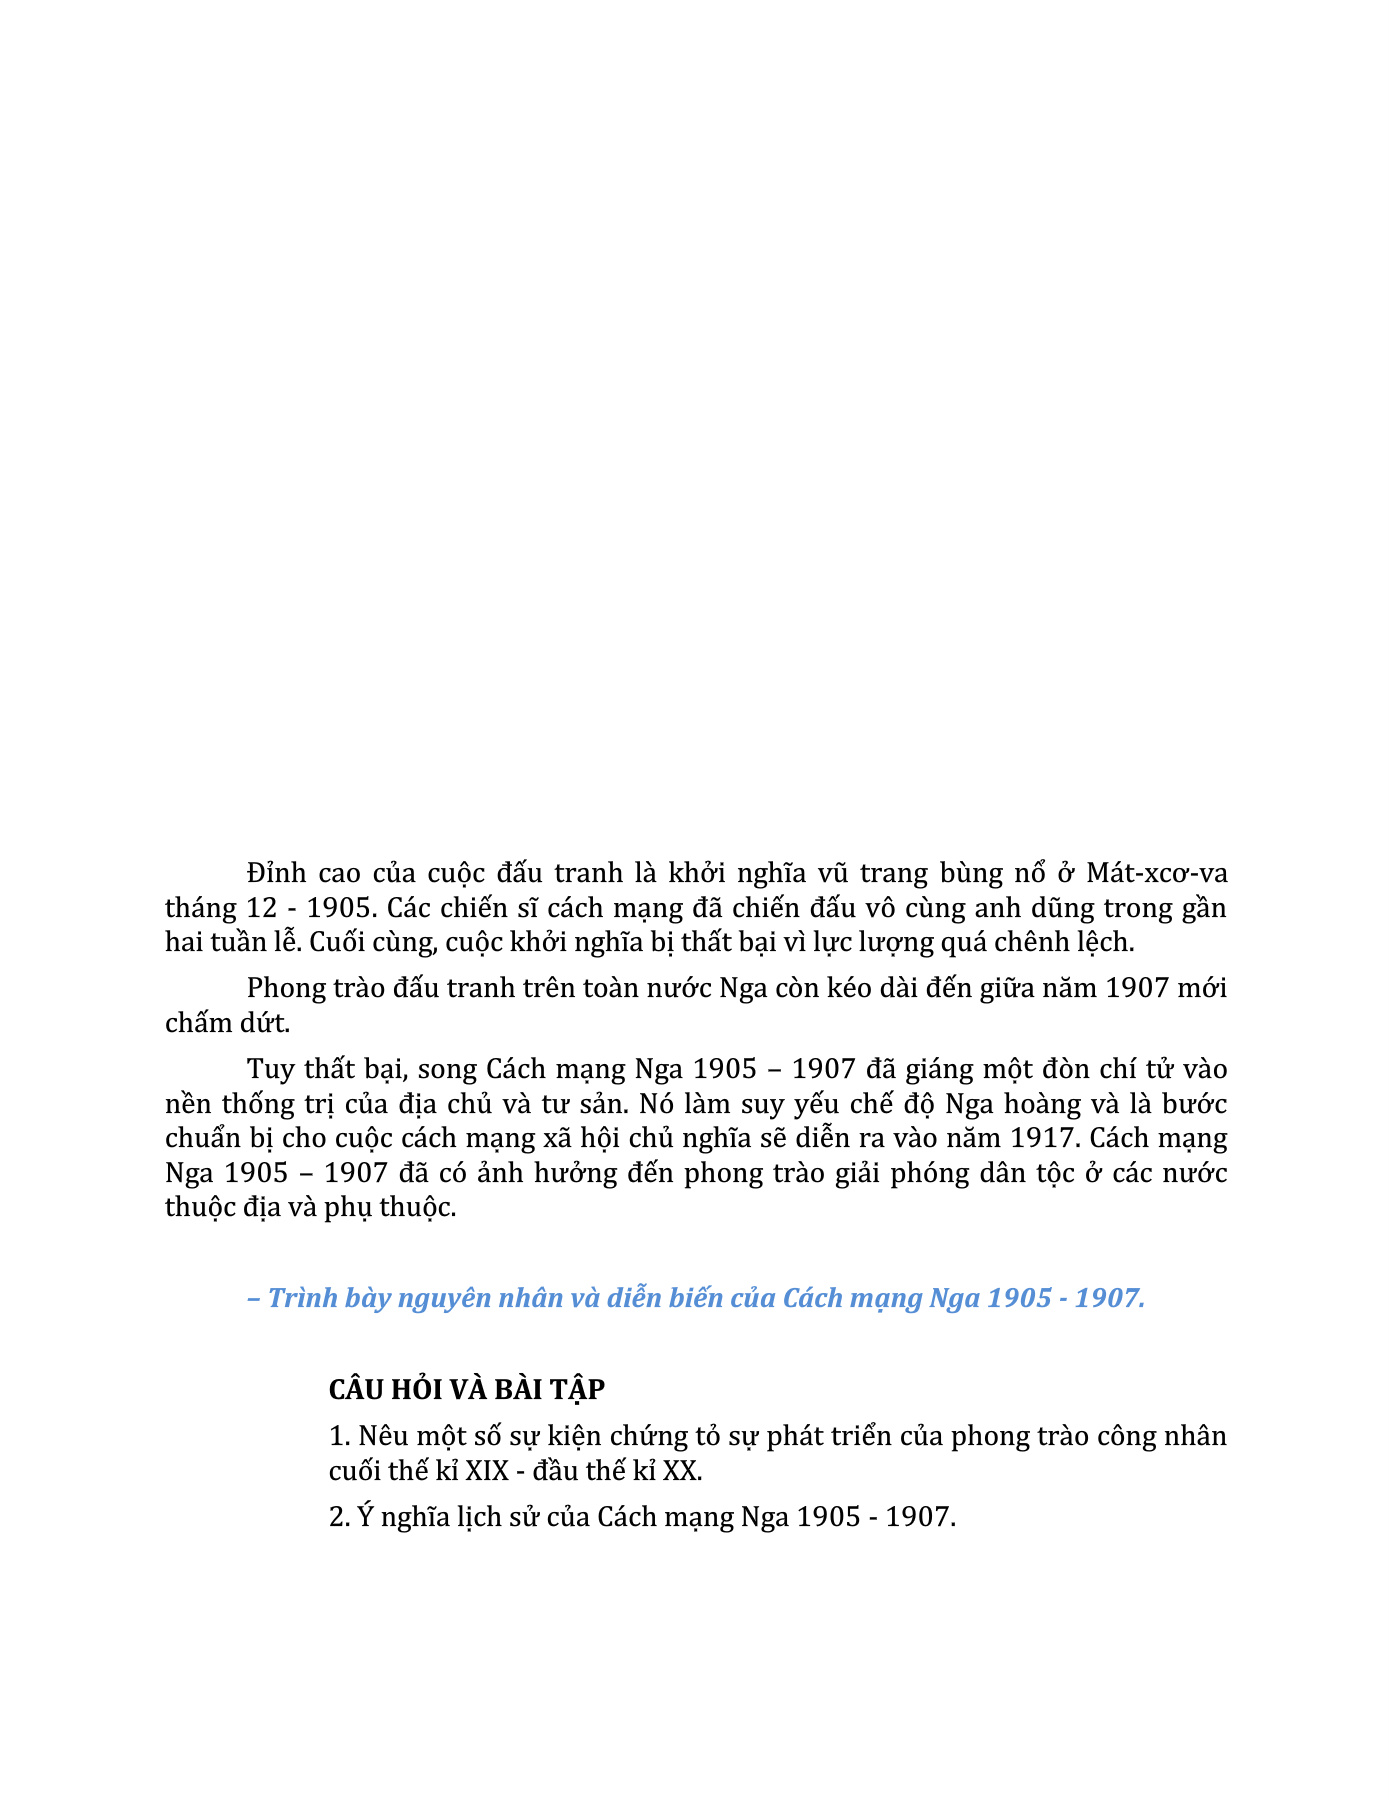 Đỉnh cao của cuộc đấu tranh là khởi nghĩa vũ trang bùng nổ ở Mát-xcơ-va
tháng 12 - 1905. Các chiến sĩ cách mạng đã chiến đấu vô cùng anh dũng trong gần
hai tuần lễ. Cuối cùng, cuộc khởi nghĩa bị thất bại vì lực lượng quá chênh lệch.
Phong trào đấu tranh trên toàn nước Nga còn kéo dài đến giữa năm 1907 mới
chấm dứt.
Tuy thất bại, song Cách mạng Nga 1905 – 1907 đã giáng một đòn chí tử vào
nền thống trị của địa chủ và tư sản. Nó làm suy yếu chế độ Nga hoàng và là bước
chuẩn bị cho cuộc cách mạng xã hội chủ nghĩa sẽ diễn ra vào năm 1917. Cách mạng
Nga 1905 – 1907 đã có ảnh hưởng đến phong trào giải phóng dân tộc ở các nước
thuộc địa và phụ thuộc.
– Trình bày nguyên nhân và diễn biến của Cách mạng Nga 1905 - 1907.
CÂU HỎI VÀ BÀI TẬP
1. Nêu một số sự kiện chứng tỏ sự phát triển của phong trào công nhân
cuối thế kỉ XIX - đầu thế kỉ XX.
2. Ý nghĩa lịch sử của Cách mạng Nga 1905 - 1907.